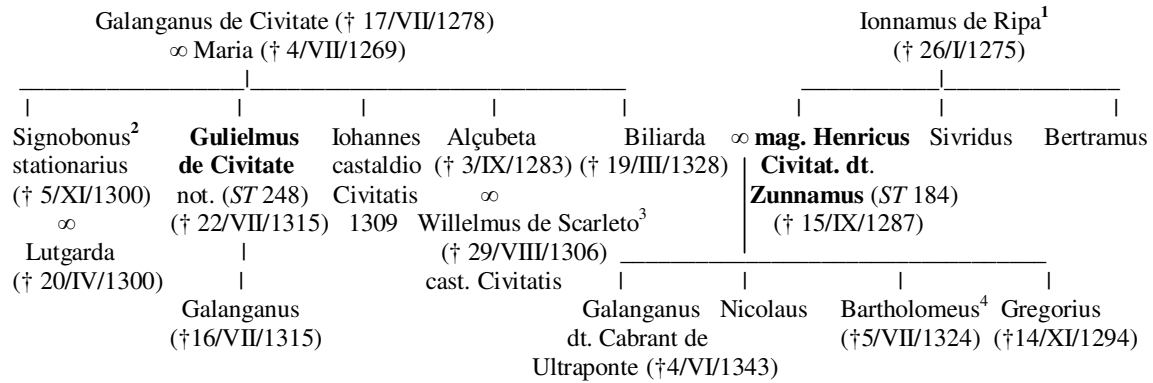 Galanganus de Civitate († 17/VII/1278) Ionnamus de Ripa¹
∞ Maria († 4/VII/1269) († 26/I/1275)
Signobonus² Gulielmus Iohannes Alçubeta Biliarda ∞ mag. Henricus Sivridus Bertramus
stationarius de Civitate castaldio († 3/IX/1283) († 19/III/1328) Civitat. dt.
(† 5/XI/1300) not. (ST 248) Civitatis ∞ Zunnamus (ST 184)
∞ († 22/VII/1315) 1309 Willelmus de Scarleto³ († 15/IX/1287)
Lutgarda († 29/VIII/1306)
(† 20/IV/1300) cast. Civitatis
Galanganus Galanganus Nicolaus Bartholomeus⁴ Gregorius
(†16/VII/1315) dt. Cabrant de (†5/VII/1324) (†14/XI/1294)
Ultraponte (†4/VI/1343)